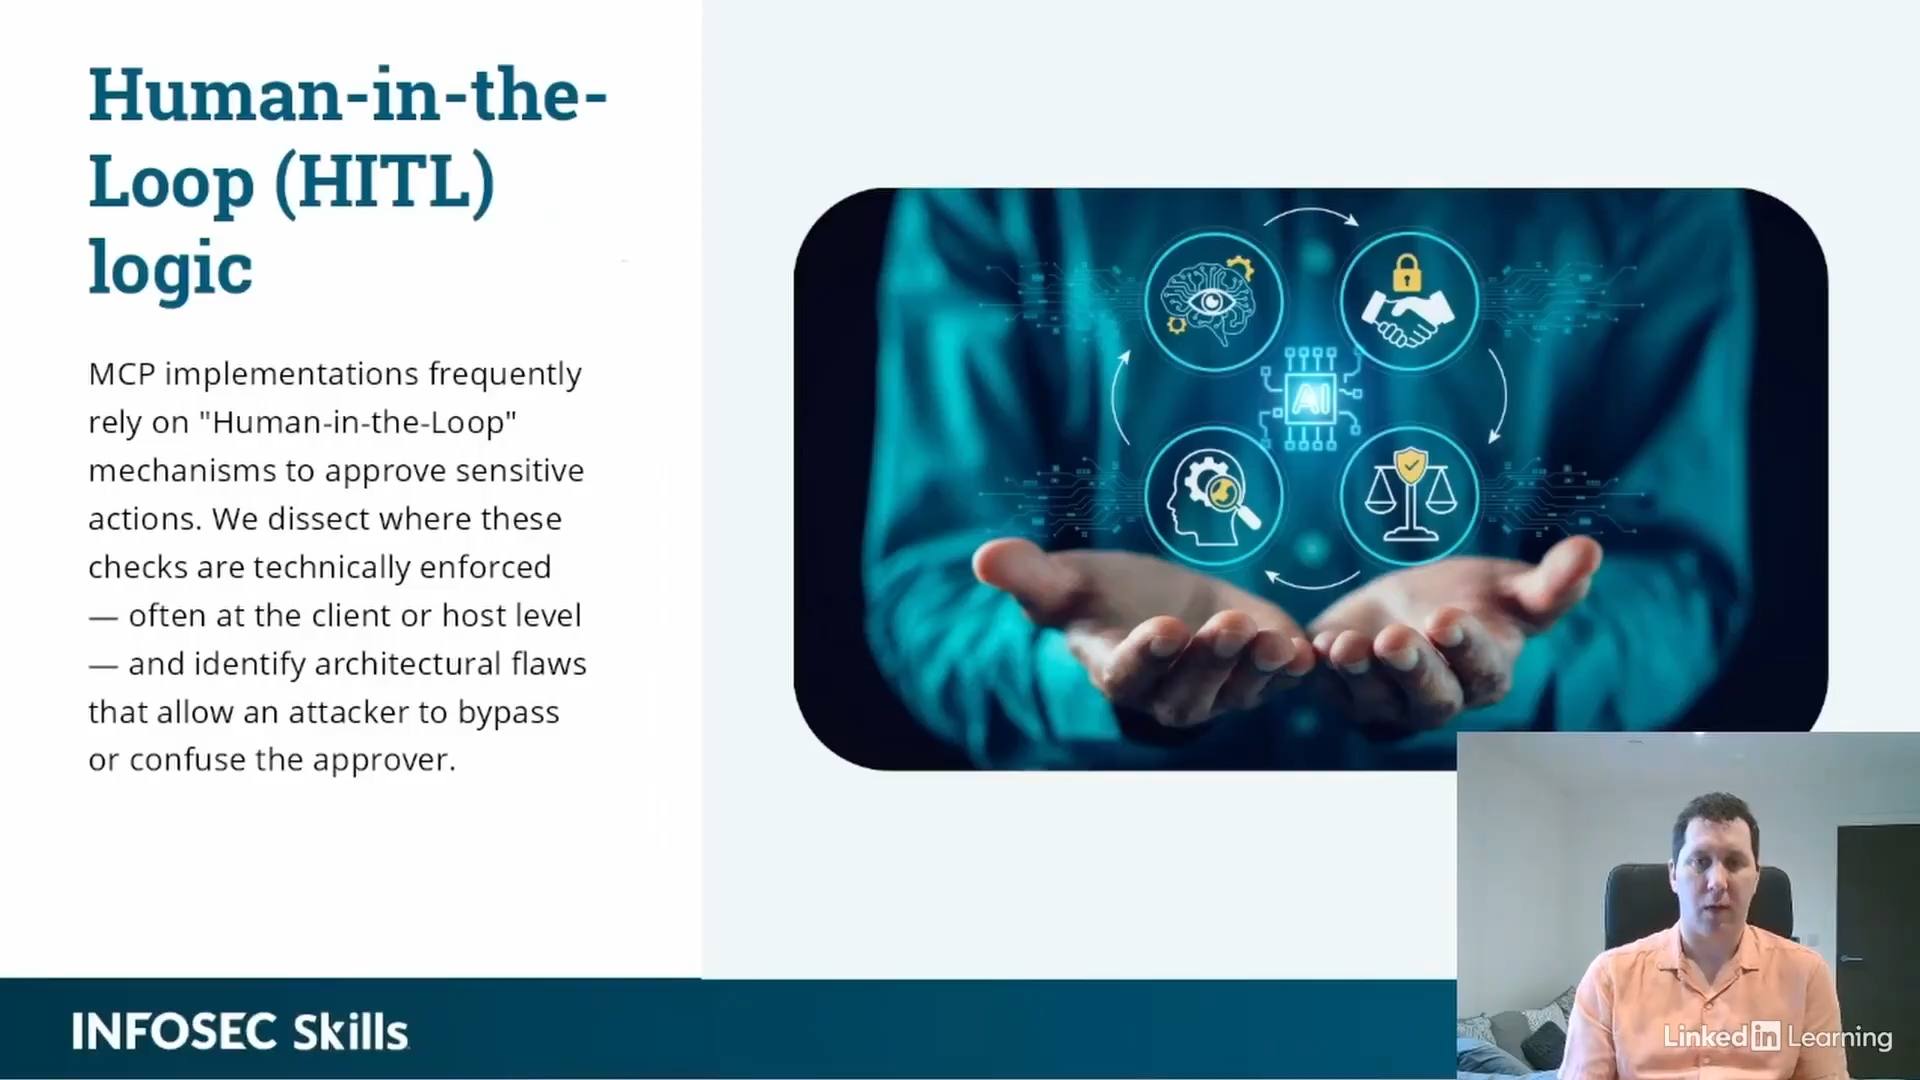 Human-in-the-
Loop (HITL)
logic
MCP implementations frequently
rely on "Human-in-the-Loop"
mechanisms to approve sensitive
actions. We dissect where these
checks are technically enforced
— often at the client or host level
— and identify architectural flaws
that allow an attacker to bypass
or confuse the approver.
AI
INFOSEC Skills
LinkedIn Learning